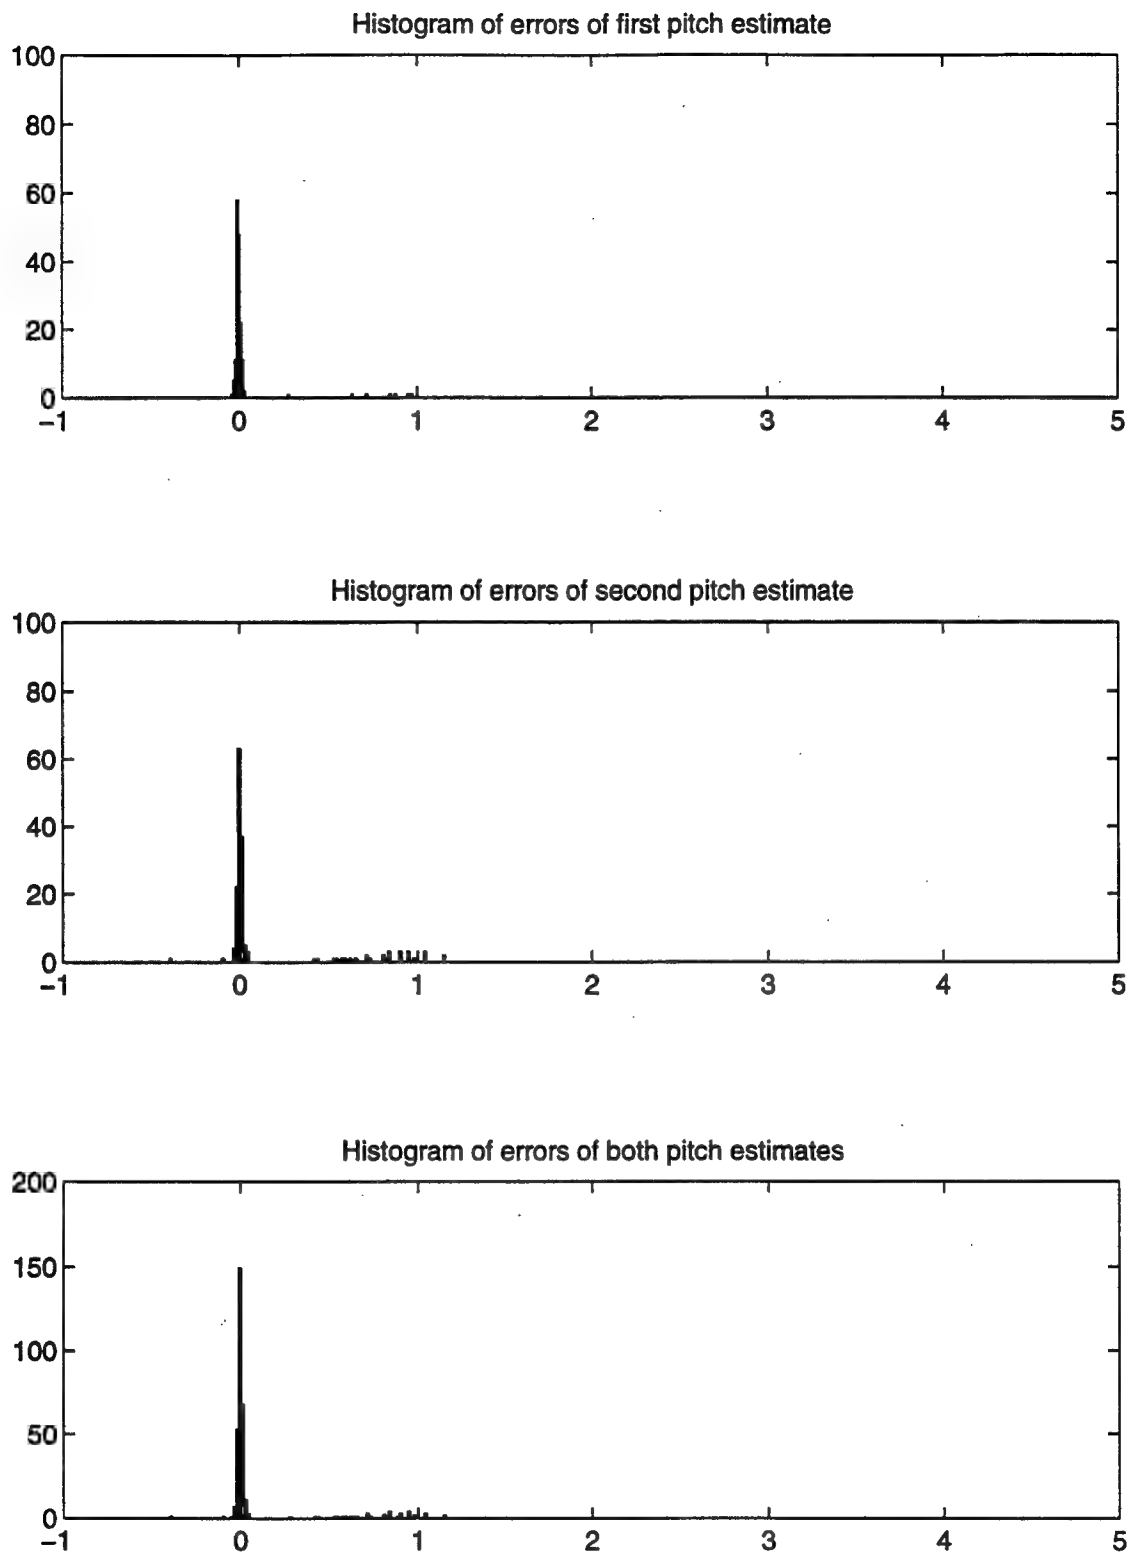 Histogram of errors of first pitch estimate
100
80
60
40
20
0
−1 0 1 2 3 4 5
Histogram of errors of second pitch estimate
100
80
60
40
20
0
−1 0 1 2 3 4 5
Histogram of errors of both pitch estimates
200
150
100
50
0
−1 0 1 2 3 4 5